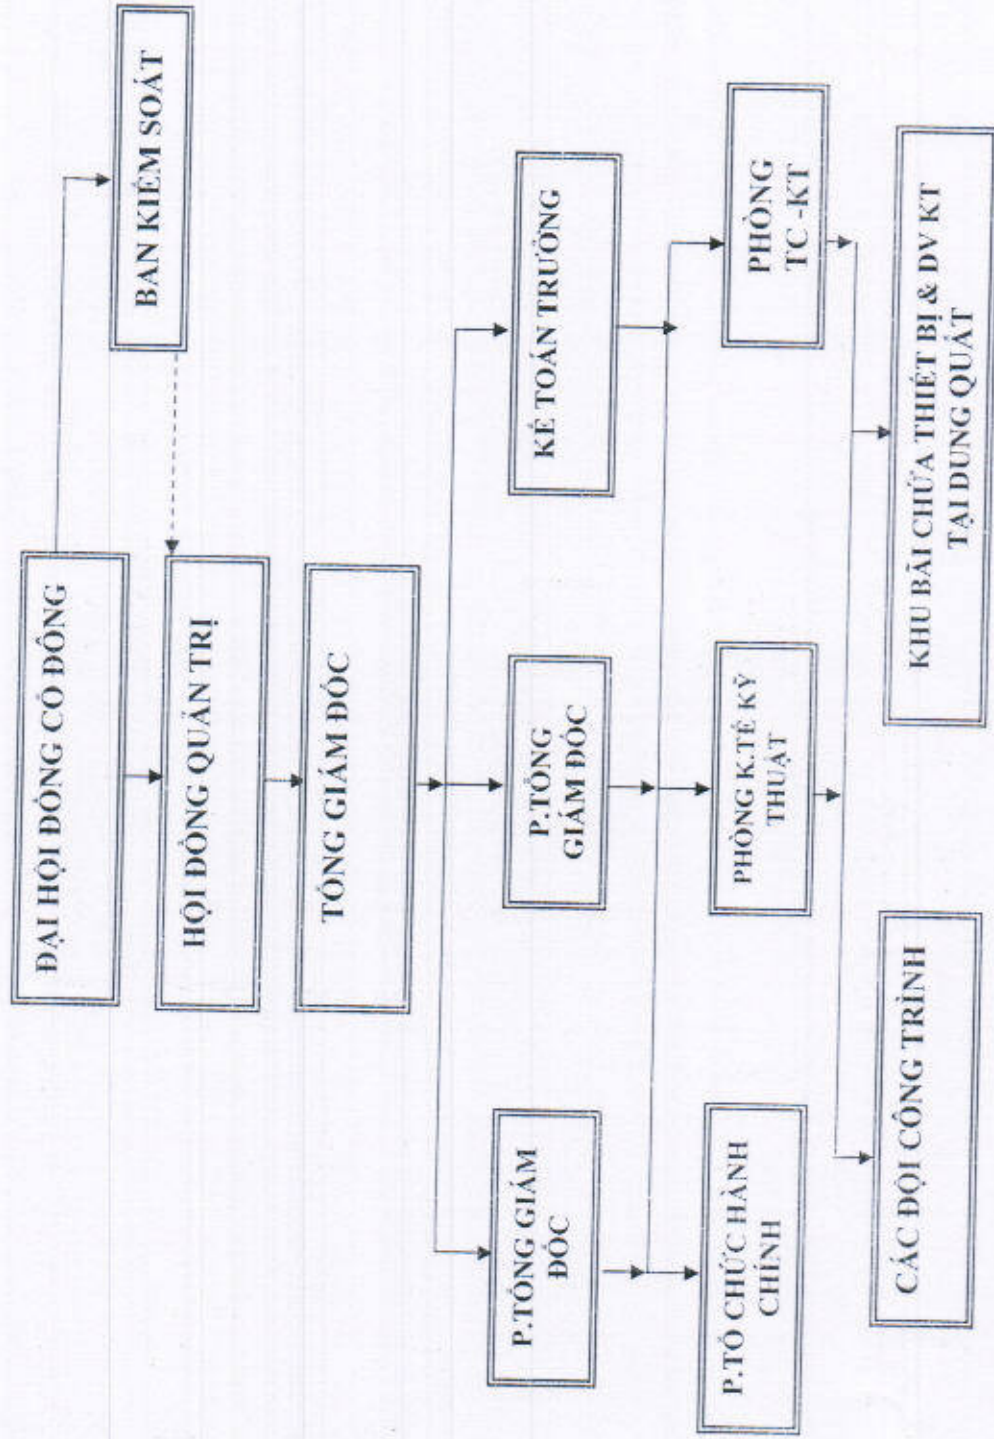 ĐẠI HỘI ĐỒNG CỔ ĐÔNG
BAN KIỂM SOÁT
HỘI ĐỒNG QUẢN TRỊ
TỔNG GIÁM ĐỐC
P.TỔNG GIÁM
ĐỐC
P.TỔNG
GIÁM ĐỐC
KẾ TOÁN TRƯỞNG
P.TỔ CHỨC HÀNH
CHÍNH
PHÒNG K.TẾ KỸ
THUẬT
PHÒNG
TC -KT
CÁC ĐỘI CÔNG TRÌNH
KHU BÃI CHỨA THIẾT BỊ & DV KT
TẠI DUNG QUẤT